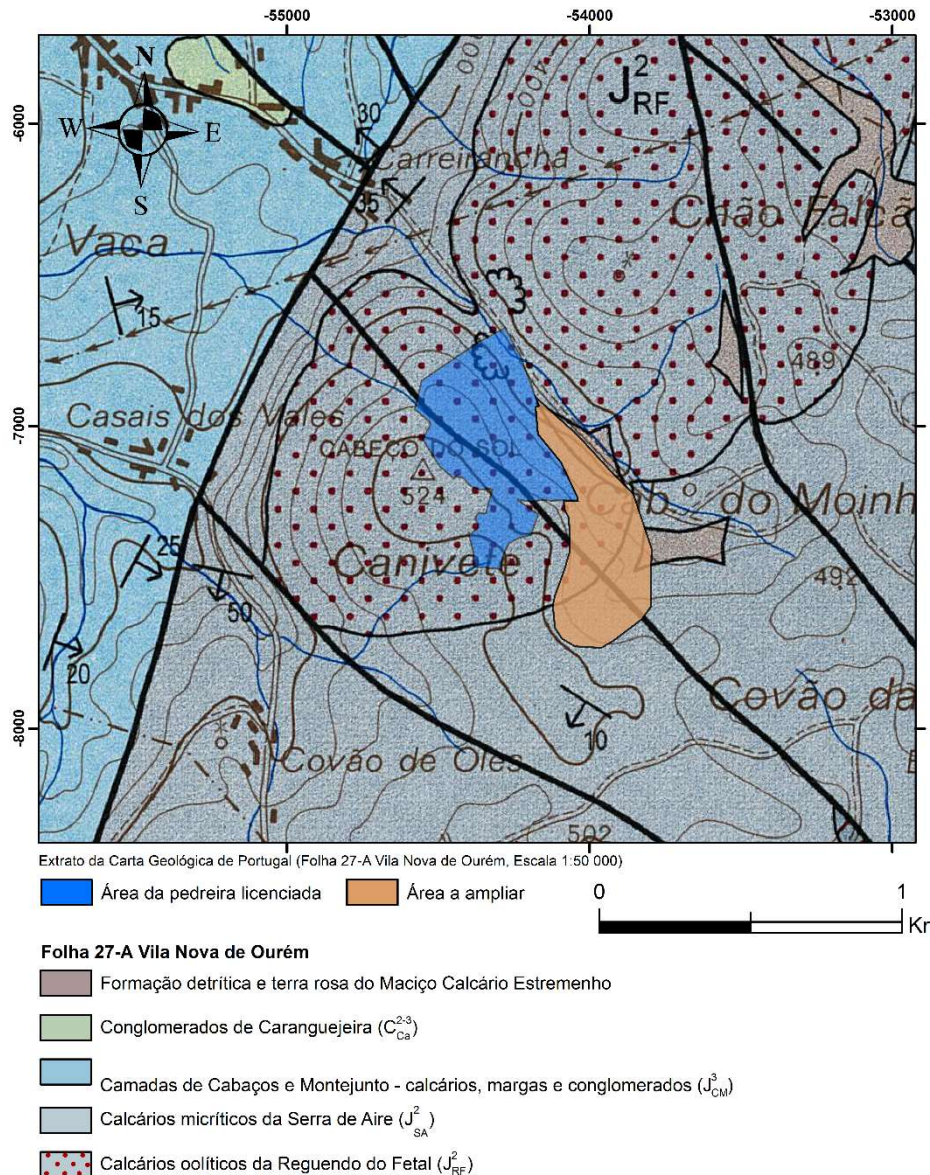 -55000 -54000 -53000
-6000
-7000
-8000
N
W E
S
30
Carreirancha
35
J²RF
Vaca
15
Chão Falcã
489
Casais dos Vales
CABEÇO DO SOL
524
Cab.º do Moinh
25
Canivete
50
492
20
Covão da
10
Covão de Oles
502
Extrato da Carta Geológica de Portugal (Folha 27-A Vila Nova de Ourém, Escala 1:50 000)
Área da pedreira licenciada Área a ampliar
0 1
Folha 27-A Vila Nova de Ourém
Formação detrítica e terra rosa do Maciço Calcário Estremenho
Conglomerados de Caranguejeira (C²⁻³Ca)
Camadas de Cabaços e Montejunto - calcários, margas e conglomerados (J³CM)
Calcários micríticos da Serra de Aire (J²SA)
Calcários oolíticos da Reguendo do Fetal (J²RF)